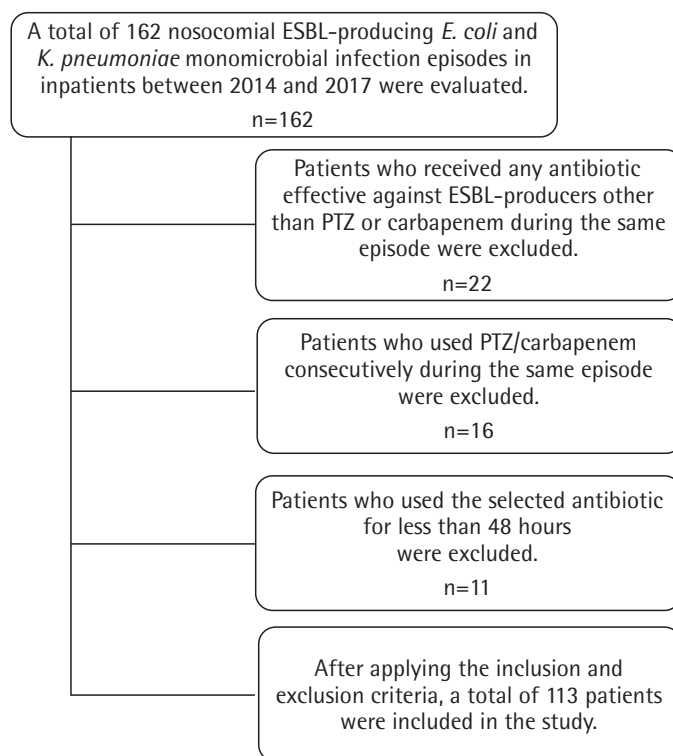 A total of 162 nosocomial ESBL-producing E. coli and
K. pneumoniae monomicrobial infection episodes in
inpatients between 2014 and 2017 were evaluated.
n=162
Patients who received any antibiotic
effective against ESBL-producers other
than PTZ or carbapenem during the same
episode were excluded.
n=22
Patients who used PTZ/carbapenem
consecutively during the same episode
were excluded.
n=16
Patients who used the selected antibiotic
for less than 48 hours
were excluded.
n=11
After applying the inclusion and
exclusion criteria, a total of 113 patients
were included in the study.